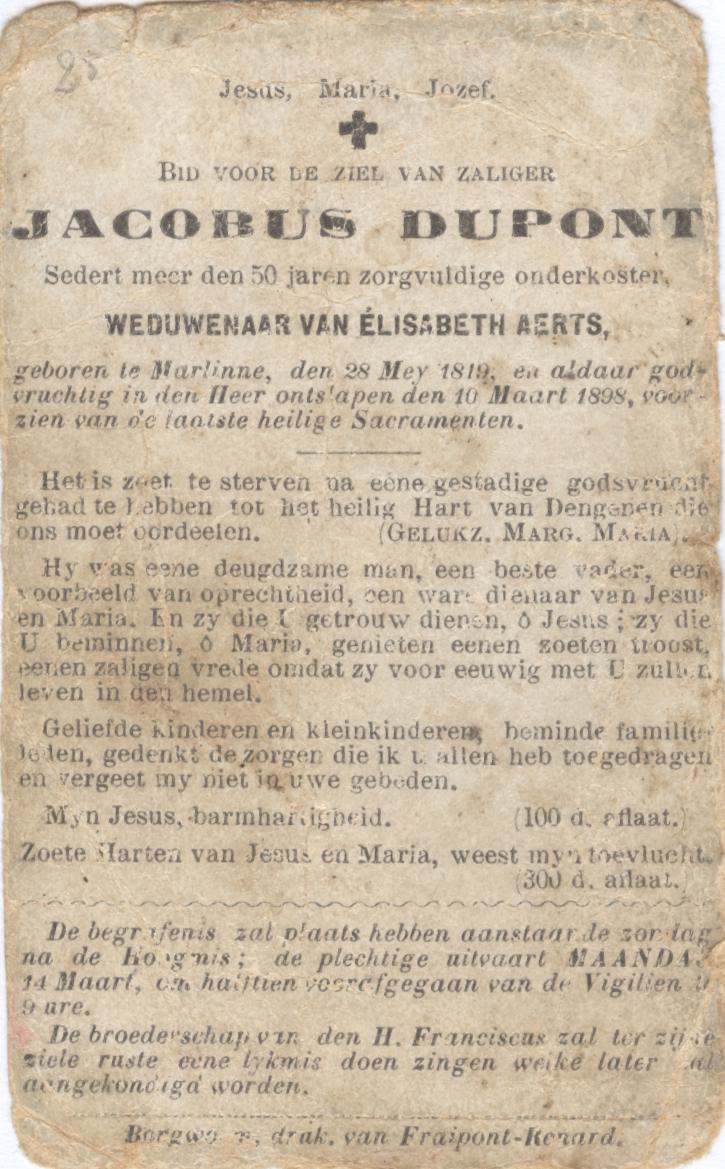 25
Jesus, Maria, Jozef.
BID VOOR DE ZIEL VAN ZALIGER
JACOBUS DUPONT
Sedert meer den 50 jaren zorgvuldige onderkoster,
WEDUWENAAR VAN ÉLISABETH AERTS,
geboren te Marlinne, den 28 Mey 1819, en aldaar god-
vruchtig in den Heer ontslapen den 10 Maart 1898, voor-
zien van de laatste heilige Sacramenten.
Het is zoet te sterven na eene gestadige godsvrucht
gehad te hebben tot het heilig Hart van Dengenen die
ons moet oordeelen. (GELUKZ. MARG. MARIA).
Hy was eene deugdzame man, een beste vader, een
voorbeeld van oprechtheid, een ware dienaar van Jesus
en Maria. En zy die U getrouw dienen, ô Jesus ; zy die
U beminnen, ô Maria, genieten eenen zoeten troost,
eenen zaligen vrede omdat zy voor eeuwig met U zullen
leven in den hemel.
Geliefde kinderen en kleinkinderen, beminde familie-
leden, gedenkt de zorgen die ik u allen heb toegedragen
en vergeet my niet in uwe gebeden.
Myn Jesus, barmhartigheid. (100 d. aflaat.)
Zoete Harten van Jesus en Maria, weest myn toevlucht.
(300 d. aflaat.)
De begrafenis zal plaats hebben aanstaande zondag
na de Hoogmis ; de plechtige uitvaart MAANDAG
14 Maart, om halftien voorafgegaan van de Vigilien
9 ure.
De broederschap van den H. Franciscus zal ter zijne
ziele ruste eene lykmis doen zingen welke later zal
aangekondigd worden.
drak. van Fraipont-Renard.